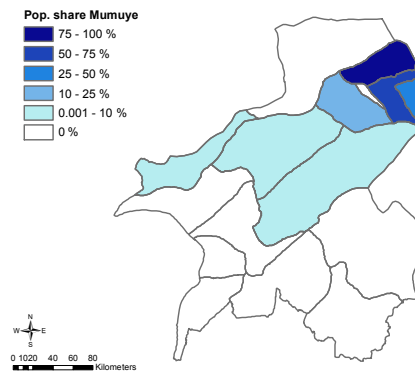 Pop. share Mumuye
75 - 100 %
50 - 75 %
25 - 50 %
10 - 25 %
0.001 - 10 %
0 %
N
W E
S
0 1020 40 60 80
Kilometers